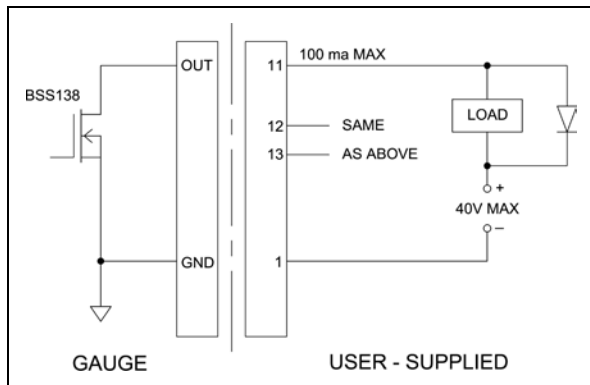 OUT
11
100 ma MAX
BSS138
12
SAME
LOAD
13
AS ABOVE
+
40V MAX
–
GND
1
GAUGE
USER - SUPPLIED